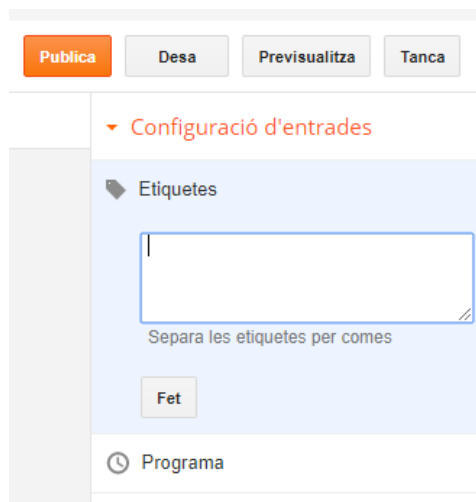 Publica Desa Previsualitza Tanca
Configuració d'entrades
Etiquetes
Separa les etiquetes per comes
Fet
Programa